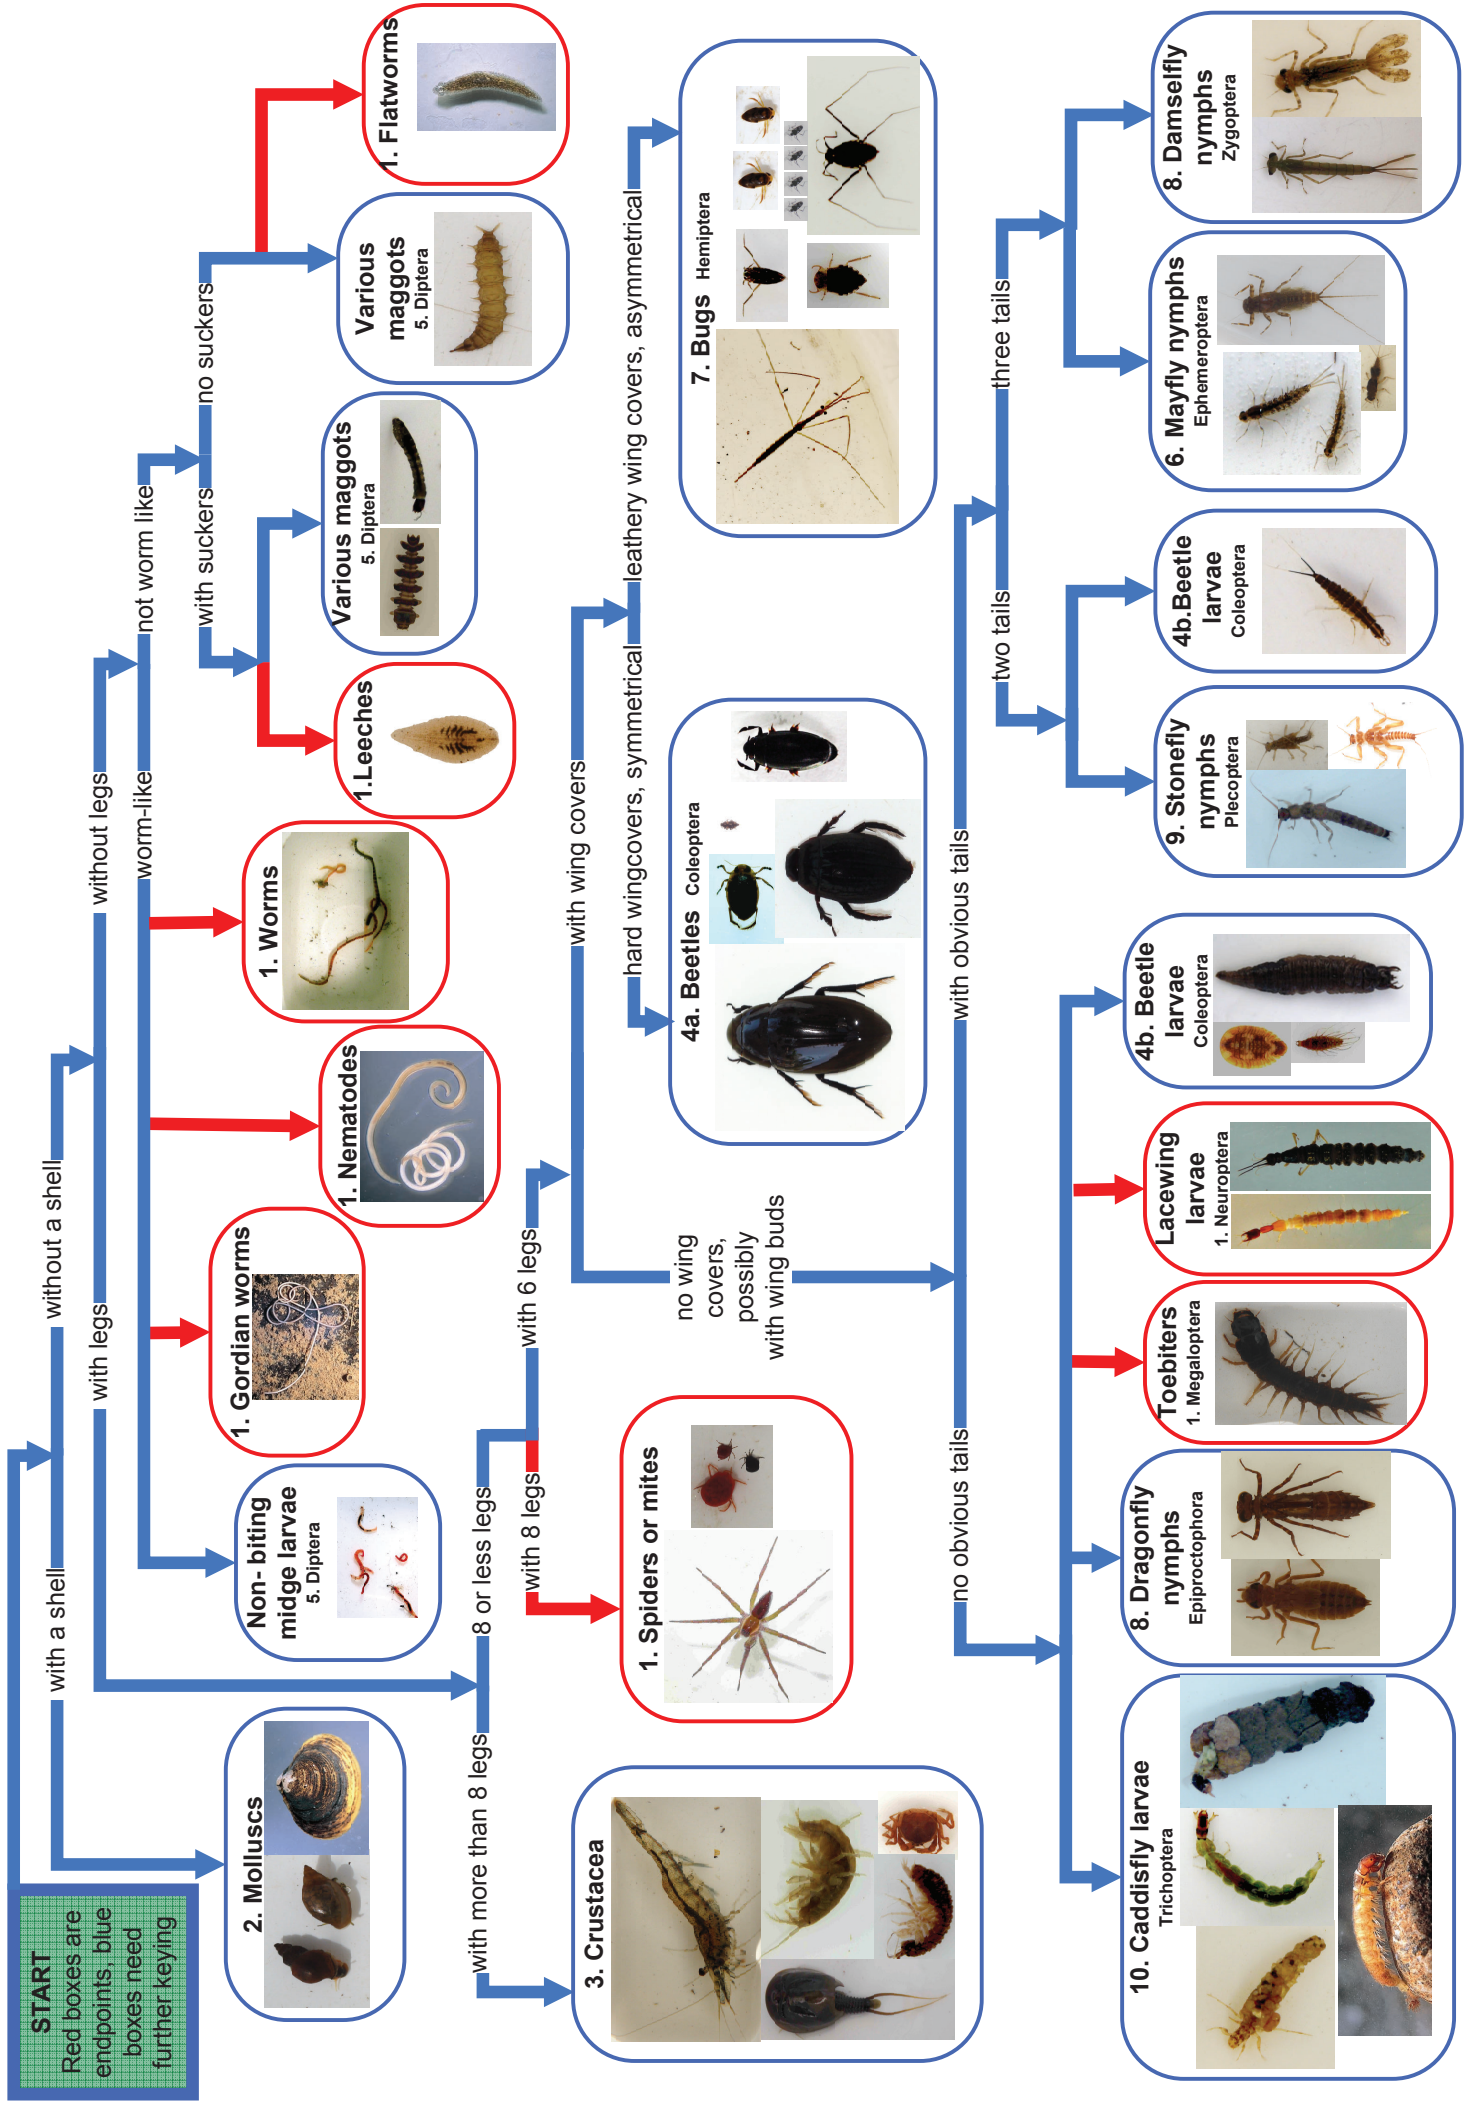 START
Red boxes are
endpoints, blue
boxes need
further keying
with a shell
without a shell
with legs
without legs
worm-like
not worm like
with suckers
no suckers
2. Molluscs
Non- biting
midge larvae
5. Diptera
1. Gordian worms
1. Nematodes
1. Worms
1.Leeches
Various maggots
5. Diptera
Various
maggots
5. Diptera
1. Flatworms
with more than 8 legs
8 or less legs
with 8 legs
with 6 legs
3. Crustacea
1. Spiders or mites
with wing covers
no wing
covers,
possibly
with wing buds
hard wingcovers, symmetrical
leathery wing covers, asymmetrical
4a. Beetles Coleoptera
7. Bugs Hemiptera
no obvious tails
with obvious tails
two tails
three tails
10. Caddisfly larvae
Trichoptera
8. Dragonfly
nymphs
Epiproctophora
Toebiters
1. Megaloptera
Lacewing
larvae
1. Neuroptera
4b. Beetle
larvae
Coleoptera
9. Stonefly
nymphs
Plecoptera
4b.Beetle
larvae
Coleoptera
6. Mayfly nymphs
Ephemeroptera
8. Damselfly
nymphs
Zygoptera